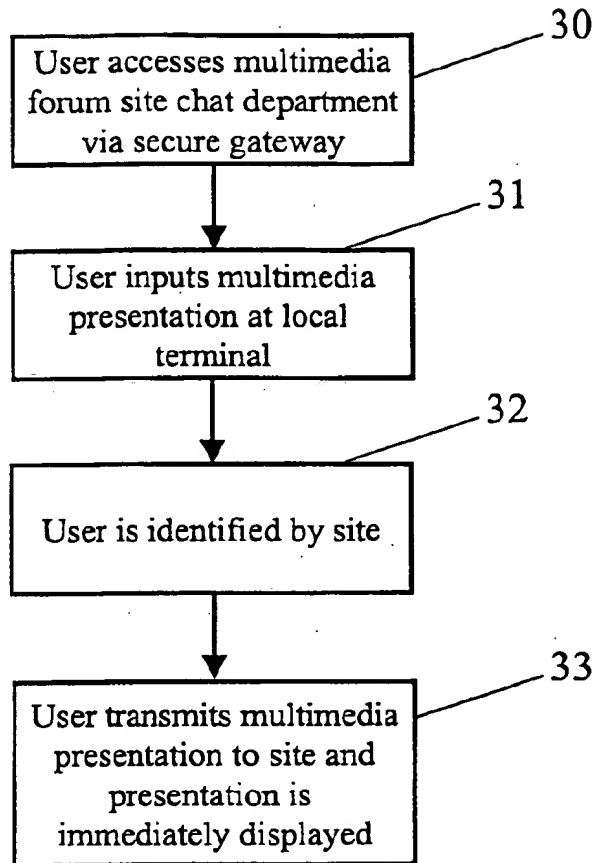 30
User accesses multimedia
forum site chat department
via secure gateway
31
User inputs multimedia
presentation at local
terminal
32
User is identified by site
33
User transmits multimedia
presentation to site and
presentation is
immediately displayed